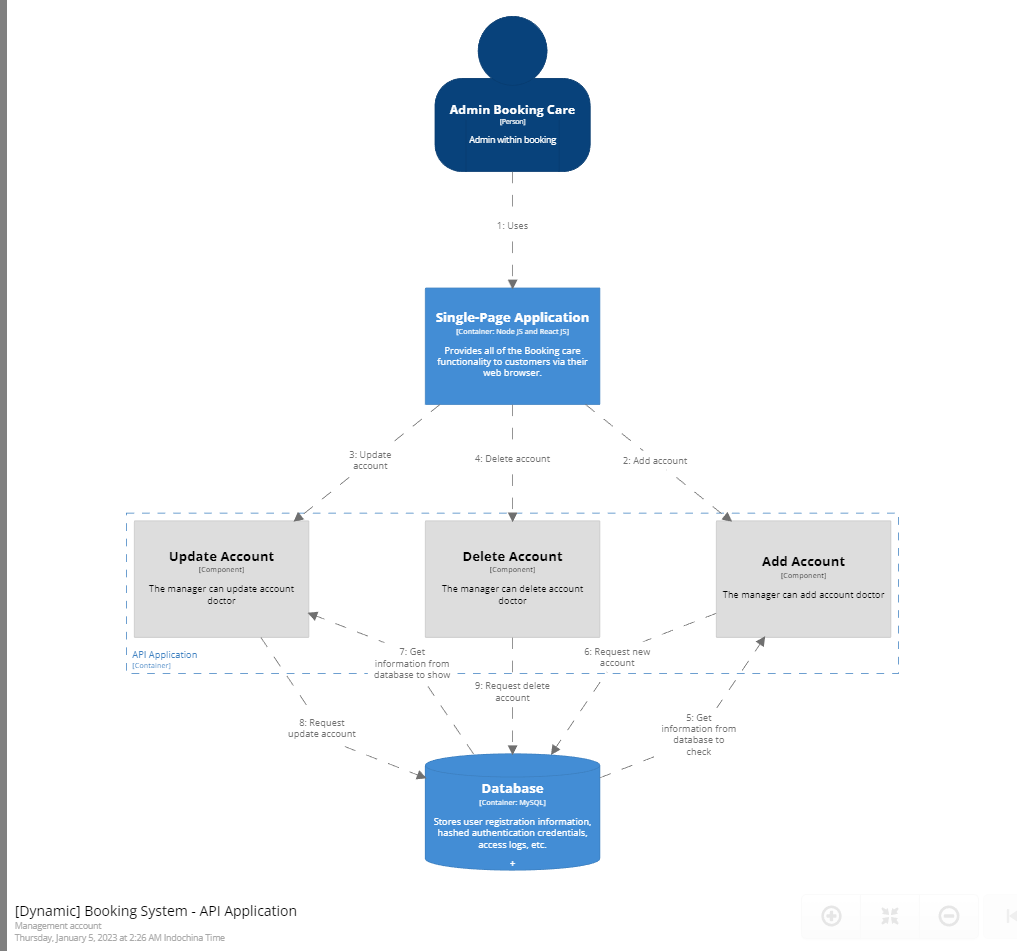 Admin Booking Care
[Person]
Admin within booking
1: Uses
Single-Page Application
[Container: Node JS and React JS]
Provides all of the Booking care
functionality to customers via their
web browser.
3: Update
account
4: Delete account
2: Add account
Update Account
[Component]
The manager can update account
doctor
Delete Account
[Component]
The manager can delete account
doctor
Add Account
[Component]
The manager can add account doctor
API Application
[Container]
7: Get
information from
database to show
6: Request new
account
9: Request delete
account
8: Request
update account
5: Get
information from
database to
check
Database
[Container: MySQL]
Stores user registration information,
hashed authentication credentials,
access logs, etc.
+
[Dynamic] Booking System - API Application
Management account
Thursday, January 5, 2023 at 2:26 AM Indochina Time